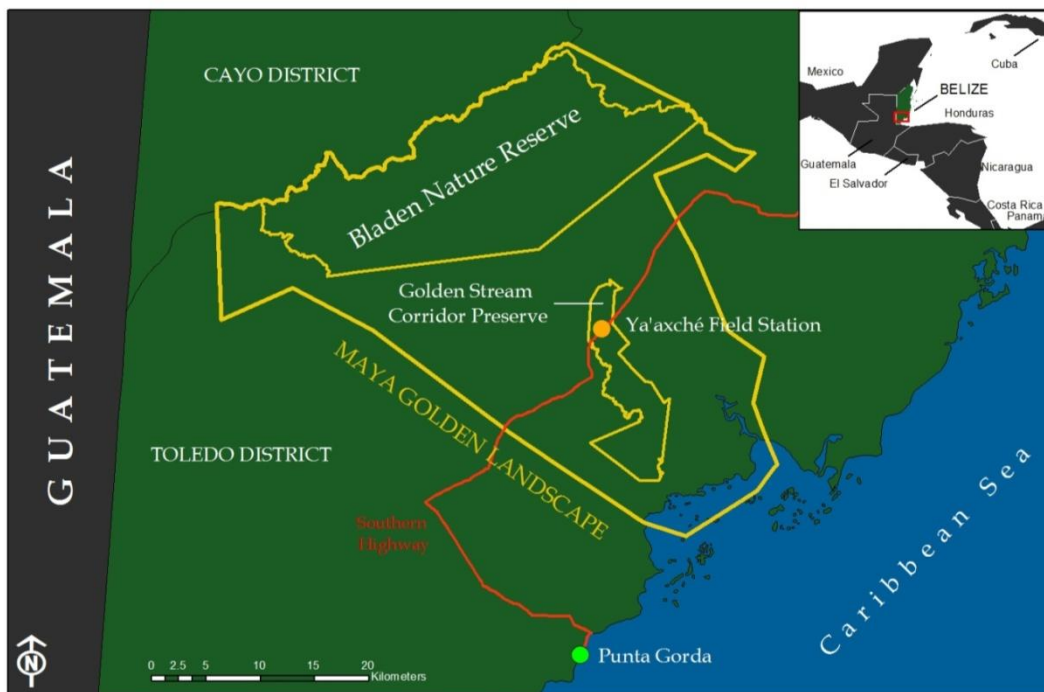 CAYO DISTRICT
Bladen Nature Reserve
GUATEMALA
Golden Stream
Corridor Preserve
Ya'axché Field Station
MAYA GOLDEN LANDSCAPE
TOLEDO DISTRICT
Southern
Highway
Caribbean Sea
Punta Gorda
N
0 2.5 5 10 15 20
Kilometers
Mexico
Cuba
BELIZE
Honduras
Guatemala
El Salvador
Nicaragua
Costa Rica
Panama